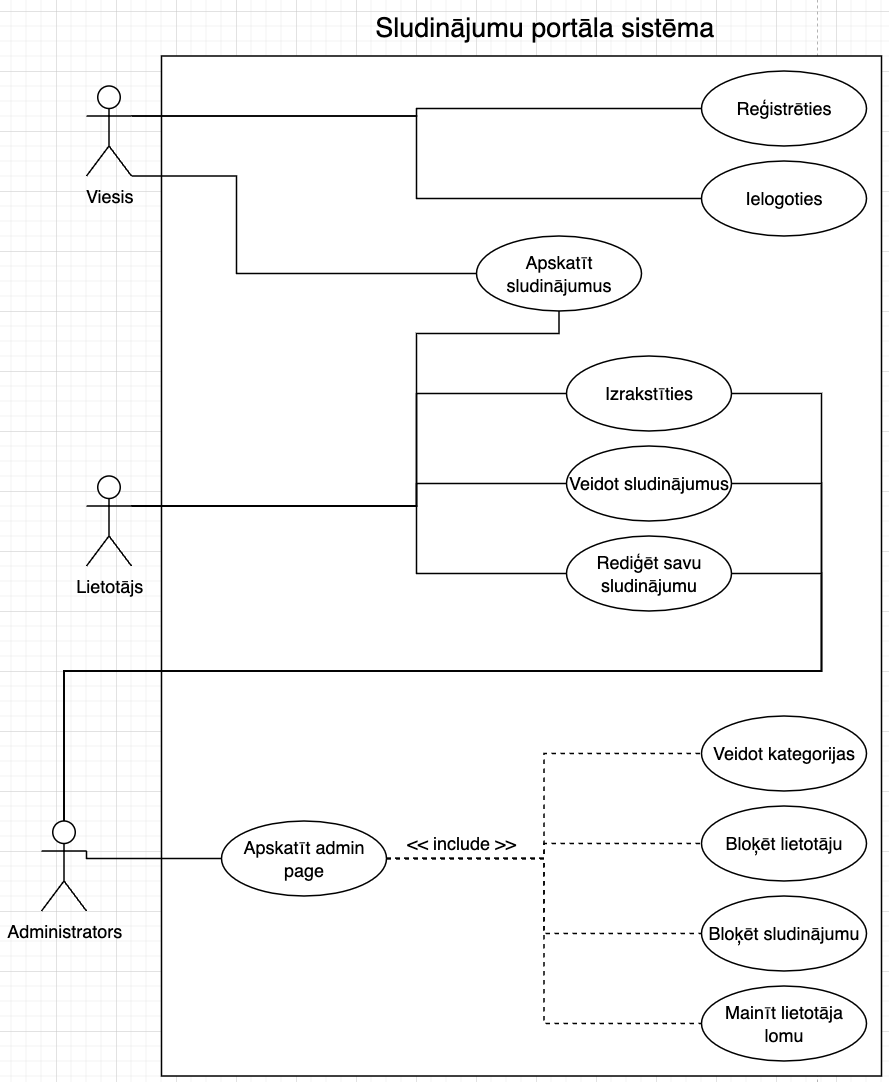 Sludinājumu portāla sistēma
Reģistrēties
Viesis
Ielogoties
Apskatīt
sludinājumus
Izrakstīties
Veidot sludinājumus
Lietotājs
Rediģēt savu
sludinājumu
Veidot kategorijas
<< include >>
Bloķēt lietotāju
Apskatīt admin
page
Administrators
Bloķēt sludinājumu
Mainīt lietotāja
lomu